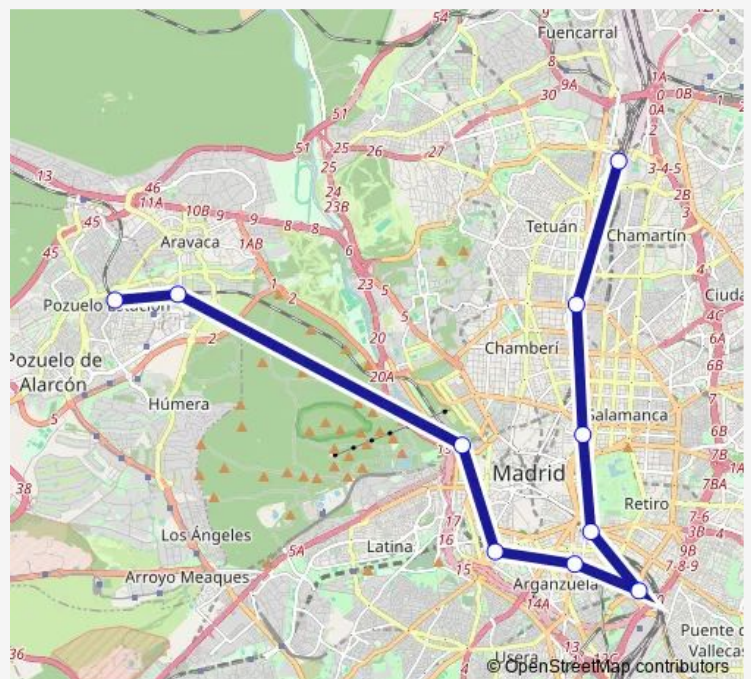 54
Fuencarral
8
9A
1A
0
0B
0A
2
30
51
51
25
26
27
25
24
23B
13
46
11A
10B
9
9
8
8
45
45
Aravaca
1AB
6
3-4-5
2B
3
Tetuán
Chamartín
4
1
2
23
5
5
Pozuelo Estación
Ciuda
4C
20
6A
6B
2
Chamberí
Pozuelo de
Alarcón
20A
7
Húmera
5
Salamanca
6B
7B
7BA
Madrid
38
Retiro
7-6
3B
4
17
16
Los Ángeles
5A
Latina
9B
7-8-9
15
Arroyo Meaques
Arganzuela
14A
13
Puente d
Vallecas
Usera
36
4
© OpenStreetMap contributors